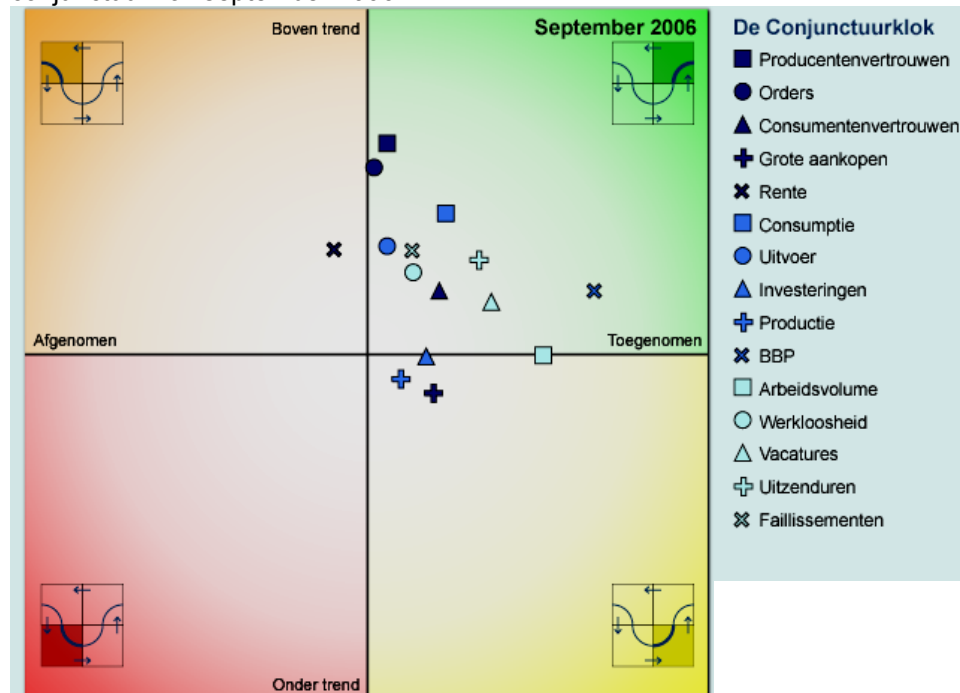 Boven trend
September 2006
De Conjunctuurklok
Producentenvertrouwen
Orders
Consumentenvertrouwen
Grote aankopen
Rente
Consumptie
Uitvoer
Investeringen
Afgenomen
Toegenomen
Productie
BBP
Arbeidsvolume
Werkloosheid
Vacatures
Uitzenduren
Faillissementen
Onder trend